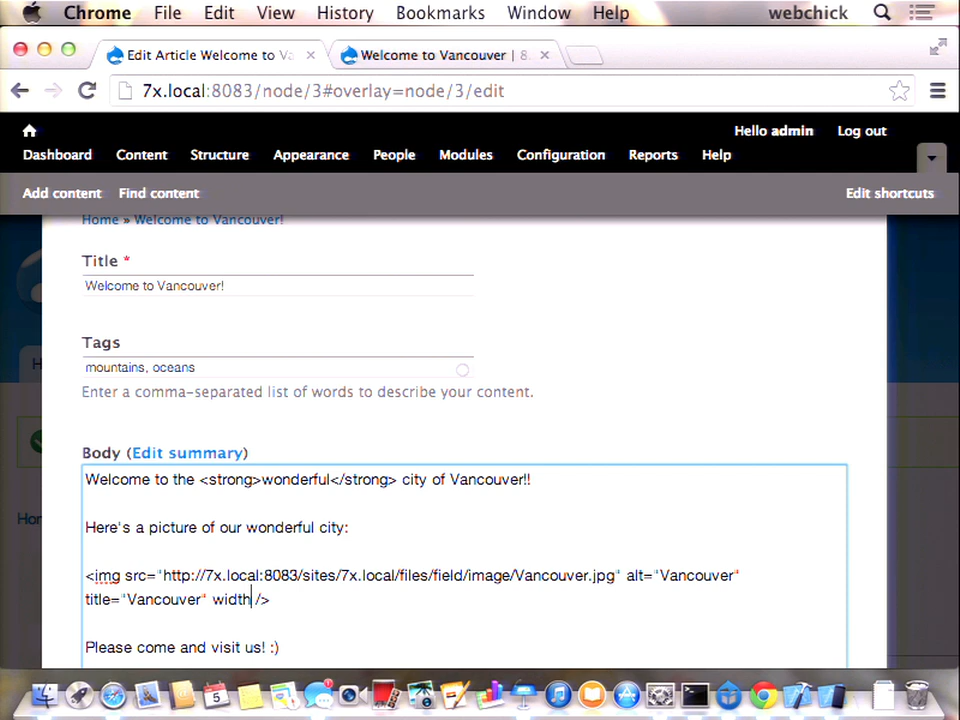 Chrome File Edit View History Bookmarks Window Help webchick
Edit Article Welcome to Va
Welcome to Vancouver | 8.
7x.local:8083/node/3#overlay=node/3/edit
Hello admin Log out
Dashboard Content Structure Appearance People Modules Configuration Reports Help
Add content Find content Edit shortcuts
Home » Welcome to Vancouver!
Title *
Welcome to Vancouver!
H
Tags
mountains, oceans
Enter a comma-separated list of words to describe your content.
Body (Edit summary)
Welcome to the <strong>wonderful</strong> city of Vancouver!!
Hor
Here's a picture of our wonderful city:
<img src="http://7x.local:8083/sites/7x.local/files/field/image/Vancouver.jpg" alt="Vancouver"
title="Vancouver" width />
Please come and visit us! :)
5
1